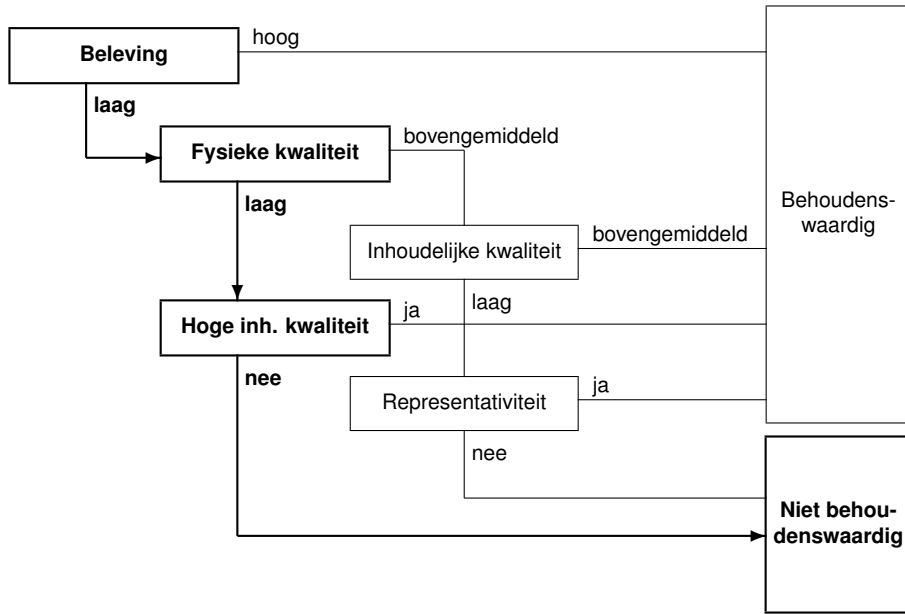 hoog
Beleving
laag
bovengemiddeld
Fysieke kwaliteit
laag
Behoudens-
waardig
bovengemiddeld
Inhoudelijke kwaliteit
laag
ja
Hoge inh. kwaliteit
nee
ja
Representativiteit
nee
Niet behou-
denswaardig